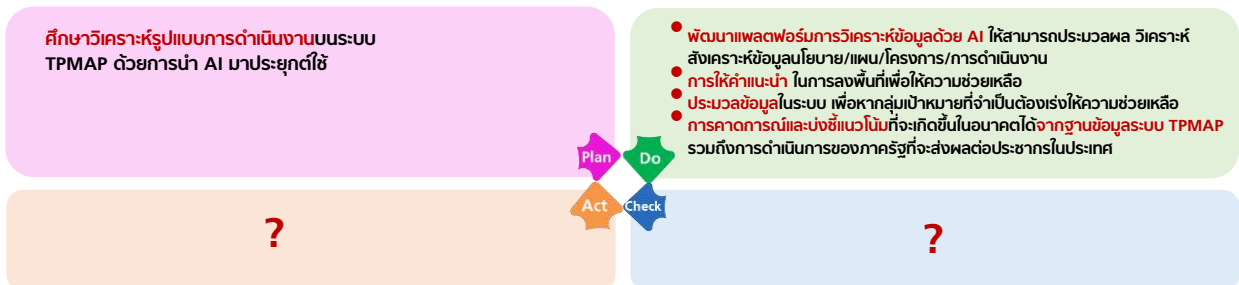 ศึกษาวิเคราะห์รูปแบบการดำเนินงานบนระบบ
TPMAP ด้วยการนำ AI มาประยุกต์ใช้
พัฒนาแพลตฟอร์มการวิเคราะห์ข้อมูลด้วย AI ให้สามารถประมวลผล วิเคราะห์
สังเคราะห์ข้อมูลนโยบาย/แผน/โครงการ/การดำเนินงาน
การให้คำแนะนำ ในการลงพื้นที่เพื่อให้ความช่วยเหลือ
ประมวลข้อมูลในระบบ เพื่อหากลุ่มเป้าหมายที่จำเป็นต้องเร่งให้ความช่วยเหลือ
การคาดการณ์และบ่งชี้แนวโน้มที่จะเกิดขึ้นในอนาคตได้จากฐานข้อมูลระบบ TPMAP
รวมถึงการดำเนินการของภาครัฐที่จะส่งผลต่อประชากรในประเทศ
Plan
Do
Act
Check
?
?